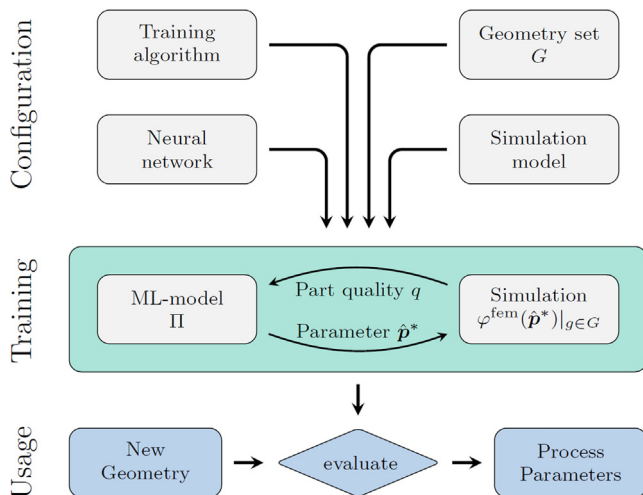 Configuration
Training
algorithm
Geometry set
G
Neural
network
Simulation
model
Training
ML-model
Π
Part quality q
Parameter p̂*
Simulation
φ^fem(p̂*)|_{g∈G}
Usage
New
Geometry
evaluate
Process
Parameters